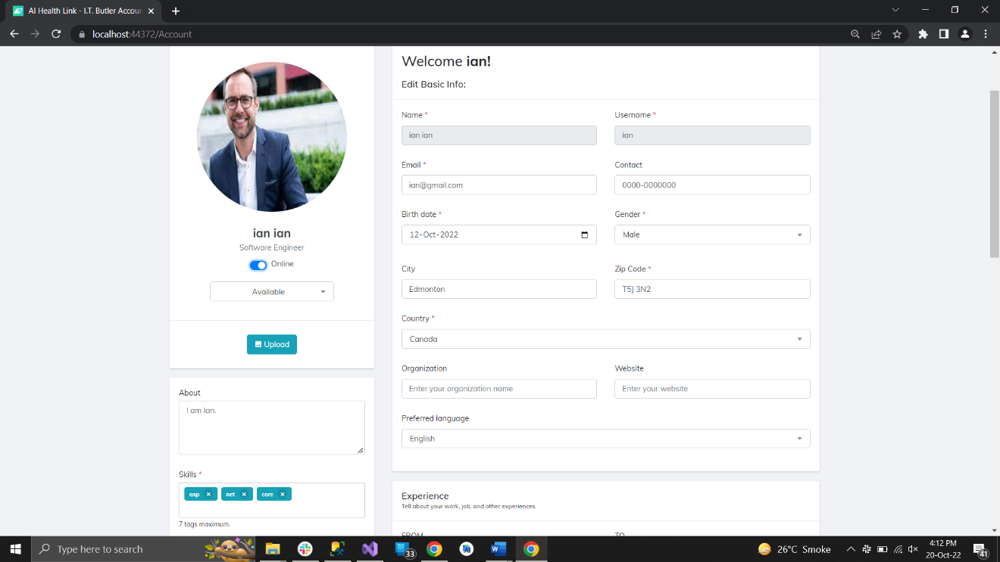 AI Health Link - I.T. Butler Accour
localhost:44372/Account
ian ian
Software Engineer
Online
Available
Upload
About
I am Ian.
Skills *
asp
net
core
7 tags maximum.
Welcome ian!
Edit Basic Info:
Name *
Username *
ian ian
ian
Email *
Contact
ian@gmail.com
0000-0000000
Birth date *
Gender *
12-Oct-2022
Male
City
Zip Code *
Edmonton
T5J 3N2
Country *
Canada
Organization
Website
Enter your organization name
Enter your website
Preferred language
English
Experience
Tell about your work, job, and other experiences.
FROM
TO
Type here to search
33
26°C Smoke
4:12 PM
20-Oct-22
41